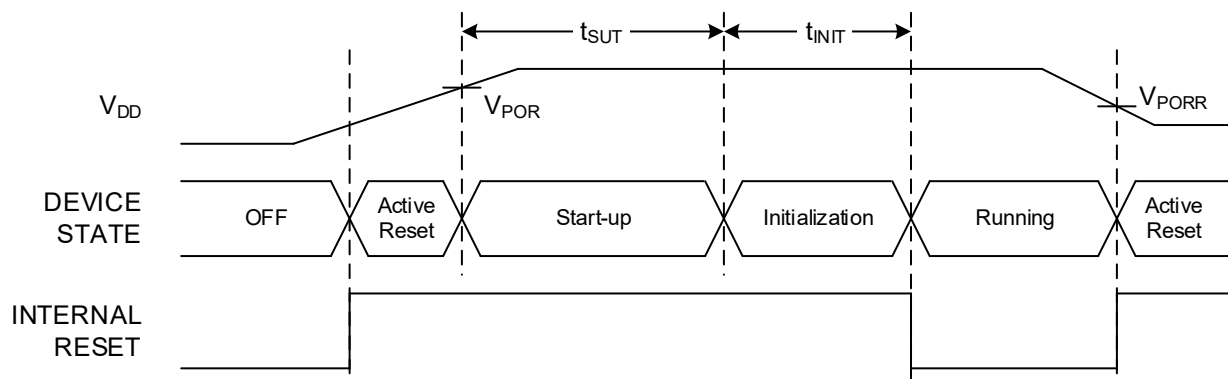 tSUT
tINIT
VDD
VPOR
VPORR
DEVICE
STATE
OFF
Active
Reset
Start-up
Initialization
Running
Active
Reset
INTERNAL
RESET